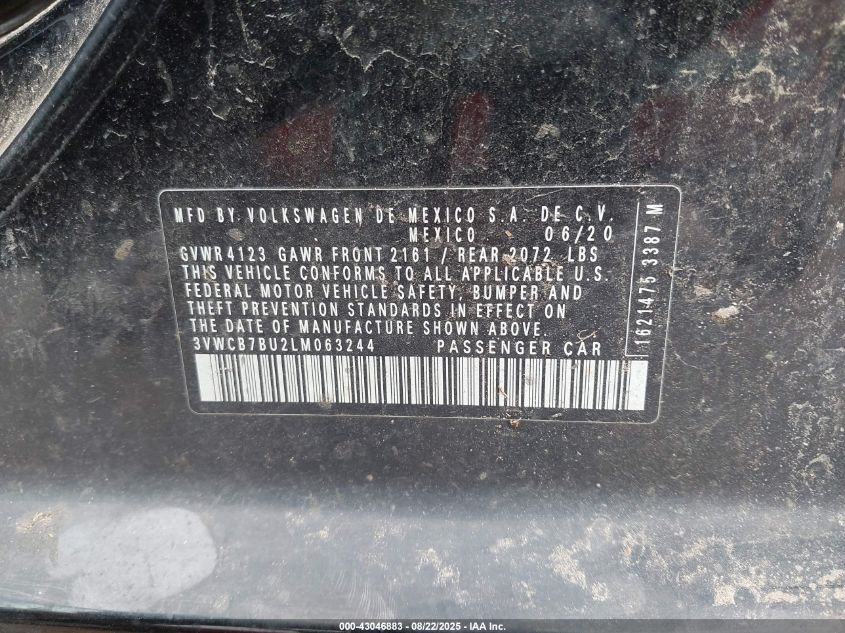 MFD BY. VOLKSWAGEN DE MEXICO S.A. DE C.V.
MEXICO 06/20
GVWR 4123 GAWR FRONT 2161 / REAR 2072 LBS
THIS VEHICLE CONFORMS TO ALL APPLICABLE U.S.
FEDERAL MOTOR VEHICLE SAFETY, BUMPER AND
THEFT PREVENTION STANDARDS IN EFFECT ON
THE DATE OF MANUFACTURE SHOWN ABOVE.
3VWCB7BU2LM063244 PASSENGER CAR
1621475 3387 M
000-43046883 - 08/22/2025 - IAA Inc.